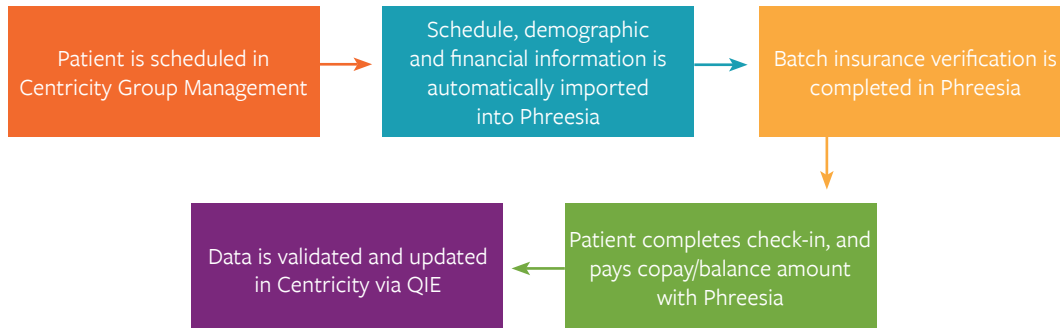 Patient is scheduled in
Centricity Group Management
Schedule, demographic
and financial information is
automatically imported
into Phreesia
Batch insurance verification is
completed in Phreesia
Patient completes check-in, and
pays copay/balance amount
with Phreesia
Data is validated and updated
in Centricity via QIE